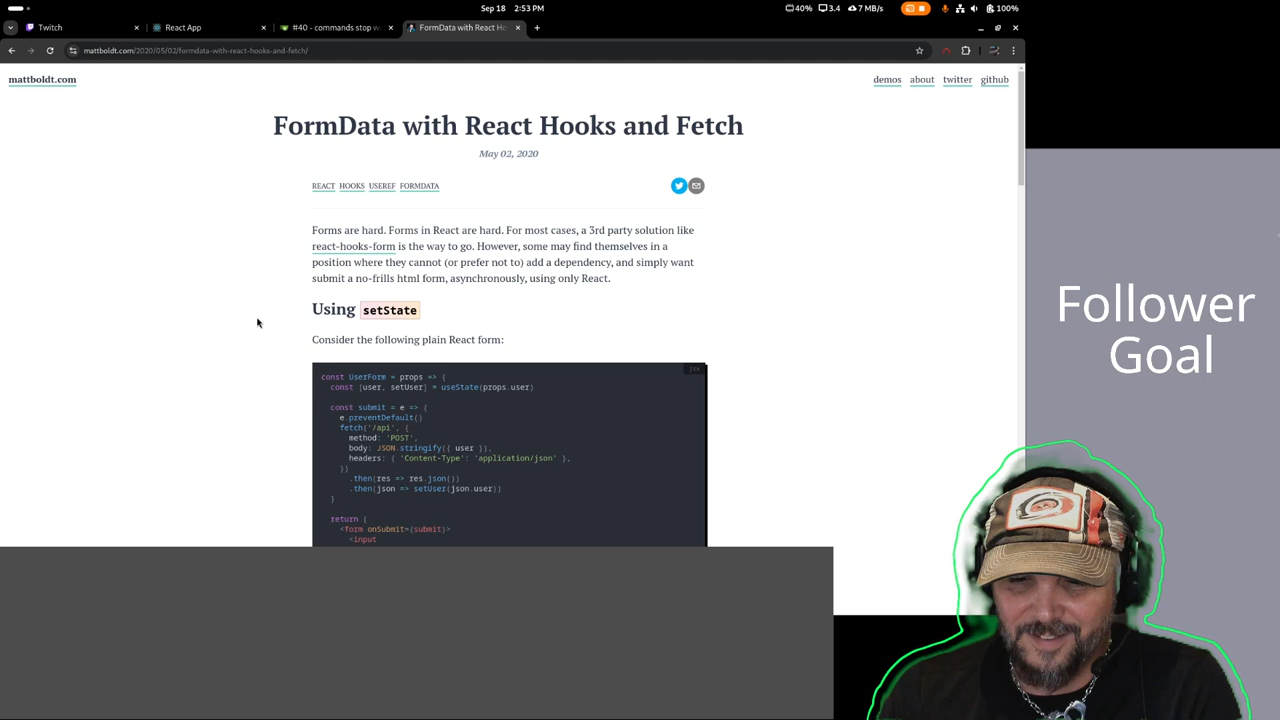 Sep 18 2:53 PM
40% 3.4 7 MB/s 100%
Twitch
React App
#40 - commands stop w
FormData with React Ho
mattboldt.com/2020/05/02/formdata-with-react-hooks-and-fetch/
mattboldt.com
demos about twitter github
FormData with React Hooks and Fetch
May 02, 2020
REACT HOOKS USEREF FORMDATA
Forms are hard. Forms in React are hard. For most cases, a 3rd party solution like
react-hooks-form is the way to go. However, some may find themselves in a
position where they cannot (or prefer not to) add a dependency, and simply want
submit a no-frills html form, asynchronously, using only React.
Using setState
Consider the following plain React form:
jsx
const UserForm = props => {
const [user, setUser] = useState(props.user)
const submit = e => {
e.preventDefault()
fetch('/api', {
method: 'POST',
body: JSON.stringify({ user }),
headers: { 'Content-Type': 'application/json' },
})
.then(res => res.json())
.then(json => setUser(json.user))
}
return (
<form onSubmit={submit}>
<input
Follower
Goal